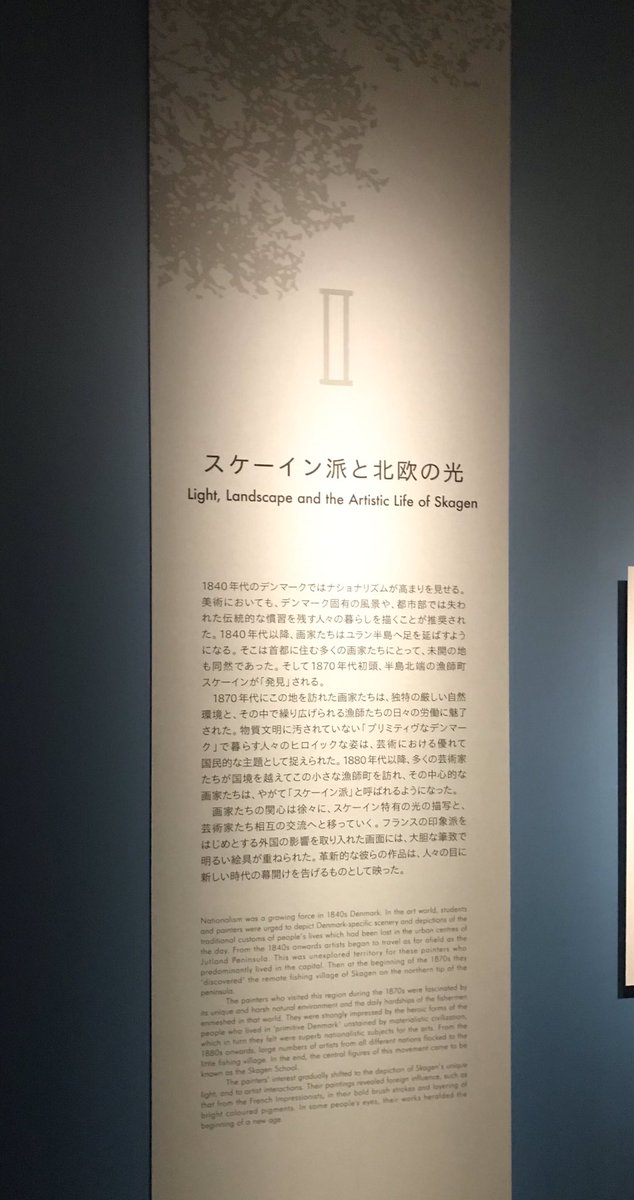 II
スケーイン派と北欧の光
Light, Landscape and the Artistic Life of Skagen
1840年代のデンマークではナショナリズムが高まりを見せる。
美術においても、デンマーク固有の風景や、都市部では失わ
れた伝統的な慣習を残す人々の暮らしを描くことが推奨され
た。1840年代以降、画家たちはユラン半島へ足を延ばすよう
になる。そこは首都に住む多くの画家たちにとって、未開の地
も同然であった。そして1870年代初頭、半島北端の漁師町
スケーインが「発見」される。
1870年代にこの地を訪れた画家たちは、独特の厳しい自然
環境と、その中で繰り広げられる漁師たちの日々の労働に魅了
された。物質文明に汚されていない「プリミティヴなデンマー
ク」で暮らす人々のヒロイックな姿は、芸術における優れて
国民的な主題として捉えられた。1880年代以降、多くの芸術家
たちが国境を越えてこの小さな漁師町を訪れ、その中心的な
画家たちは、やがて「スケーイン派」と呼ばれるようになった。
画家たちの関心は徐々に、スケーイン特有の光の描写と、
芸術家たち相互の交流へと移っていく。フランスの印象派を
はじめとする外国の影響を取り入れた画面には、大胆な筆致で
明るい絵具が重ねられた。革新的な彼らの作品は、人々の目に
新しい時代の幕開けを告げるものとして映った。
Nationalism was a growing force in 1840s Denmark. In the art world, students
and painters were urged to depict Denmark-specific scenery and depictions of the
traditional customs of people's lives which had been lost in the urban centres of
the day. From the 1840s onwards artists began to travel as far afield as the
Jutland Peninsula. This was unexplored territory for these painters who
predominantly lived in the capital. Then at the beginning of the 1870s they
'discovered' the remote fishing village of Skagen on the northern tip of the
peninsula.
The painters who visited this region during the 1870s were fascinated by
its unique and harsh natural environment and the daily hardships of the fishermen
enmeshed in that world. They were strongly impressed by the heroic forms of the
people who lived in 'primitive Denmark' unstained by materialistic civilization,
which in turn they felt were superb nationalistic subjects for the arts. From the
1880s onwards, large numbers of artists from all different nations flocked to the
little fishing village. In the end, the central figures of this movement came to be
known as the Skagen School.
The painters' interest gradually shifted to the depiction of Skagen's unique
light, and to artist interactions. Their paintings revealed foreign influence, such as
that from the French Impressionists, in their bold brush strokes and layering of
bright coloured pigments. In some people's eyes, their works heralded the
beginning of a new age.